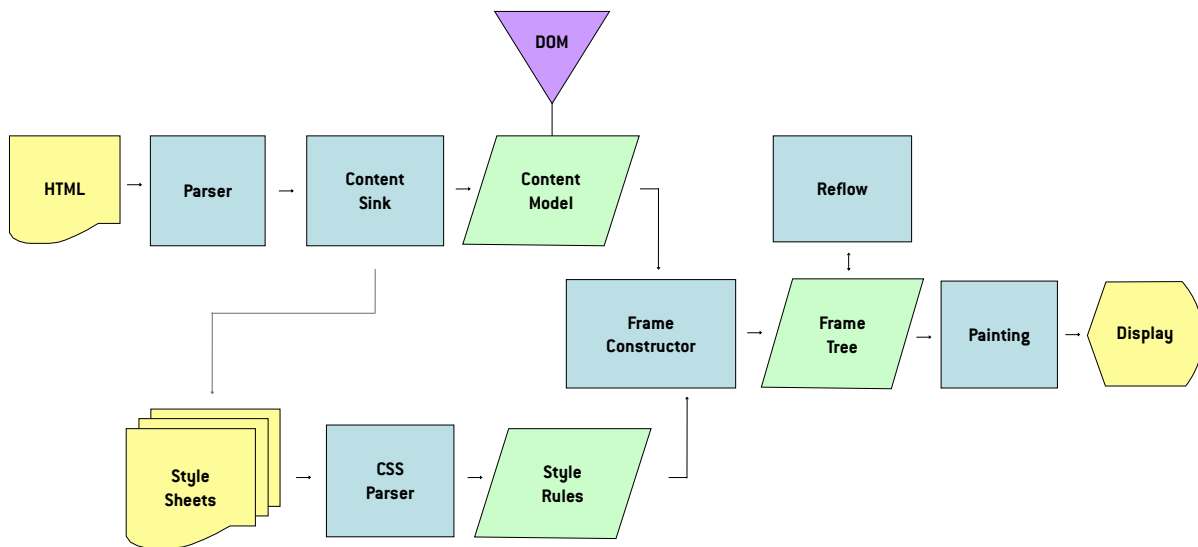 DOM
HTML
Parser
Content
Sink
Content
Model
Reflow
Frame
Constructor
Frame
Tree
Painting
Display
Style
Sheets
CSS
Parser
Style
Rules